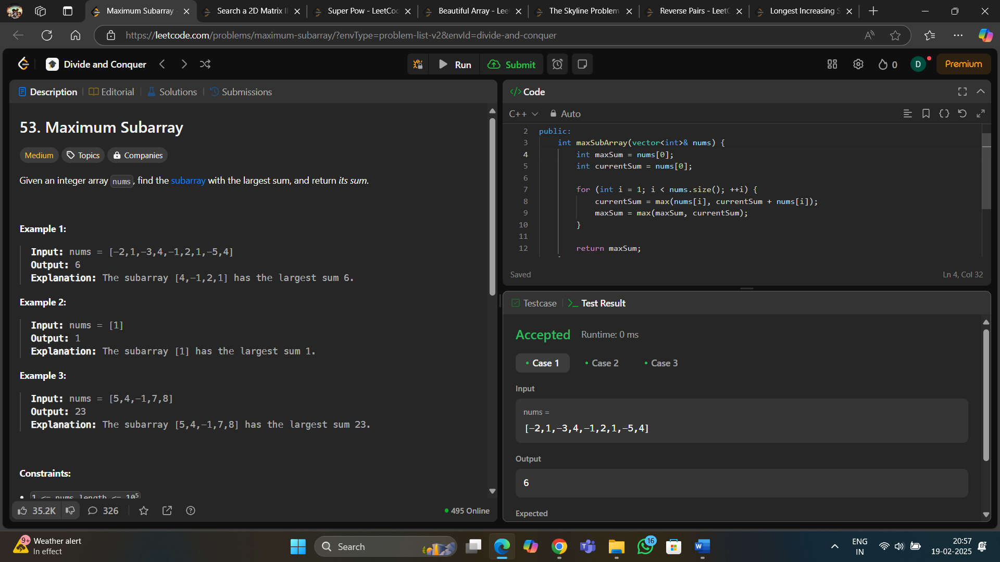 Maximum Subarray -
Search a 2D Matrix II
Super Pow - LeetCo
Beautiful Array - Lee
The Skyline Problem
Reverse Pairs - LeetC
Longest Increasing S
https://leetcode.com/problems/maximum-subarray/?envType=problem-list-v2&envId=divide-and-conquer
Divide and Conquer
Run
Submit
0
D
Premium
Description
Editorial
Solutions
Submissions
53. Maximum Subarray
Medium
Topics
Companies
Given an integer array nums, find the subarray with the largest sum, and return its sum.
Example 1:
Input: nums = [-2,1,-3,4,-1,2,1,-5,4]
Output: 6
Explanation: The subarray [4,-1,2,1] has the largest sum 6.
Example 2:
Input: nums = [1]
Output: 1
Explanation: The subarray [1] has the largest sum 1.
Example 3:
Input: nums = [5,4,-1,7,8]
Output: 23
Explanation: The subarray [5,4,-1,7,8] has the largest sum 23.
Constraints:
1 <= nums.length <= 10⁵
35.2K
326
495 Online
</> Code
C++
Auto
2 public:
3 int maxSubArray(vector<int>& nums) {
4 int maxSum = nums[0];
5 int currentSum = nums[0];
6
7 for (int i = 1; i < nums.size(); ++i) {
8 currentSum = max(nums[i], currentSum + nums[i]);
9 maxSum = max(maxSum, currentSum);
10 }
11
12 return maxSum;
Saved
Ln 4, Col 32
Testcase
Test Result
Accepted
Runtime: 0 ms
Case 1
Case 2
Case 3
Input
nums =
[-2,1,-3,4,-1,2,1,-5,4]
Output
6
Expected
9+
Weather alert
In effect
Search
16
ENG
IN
20:57
19-02-2025